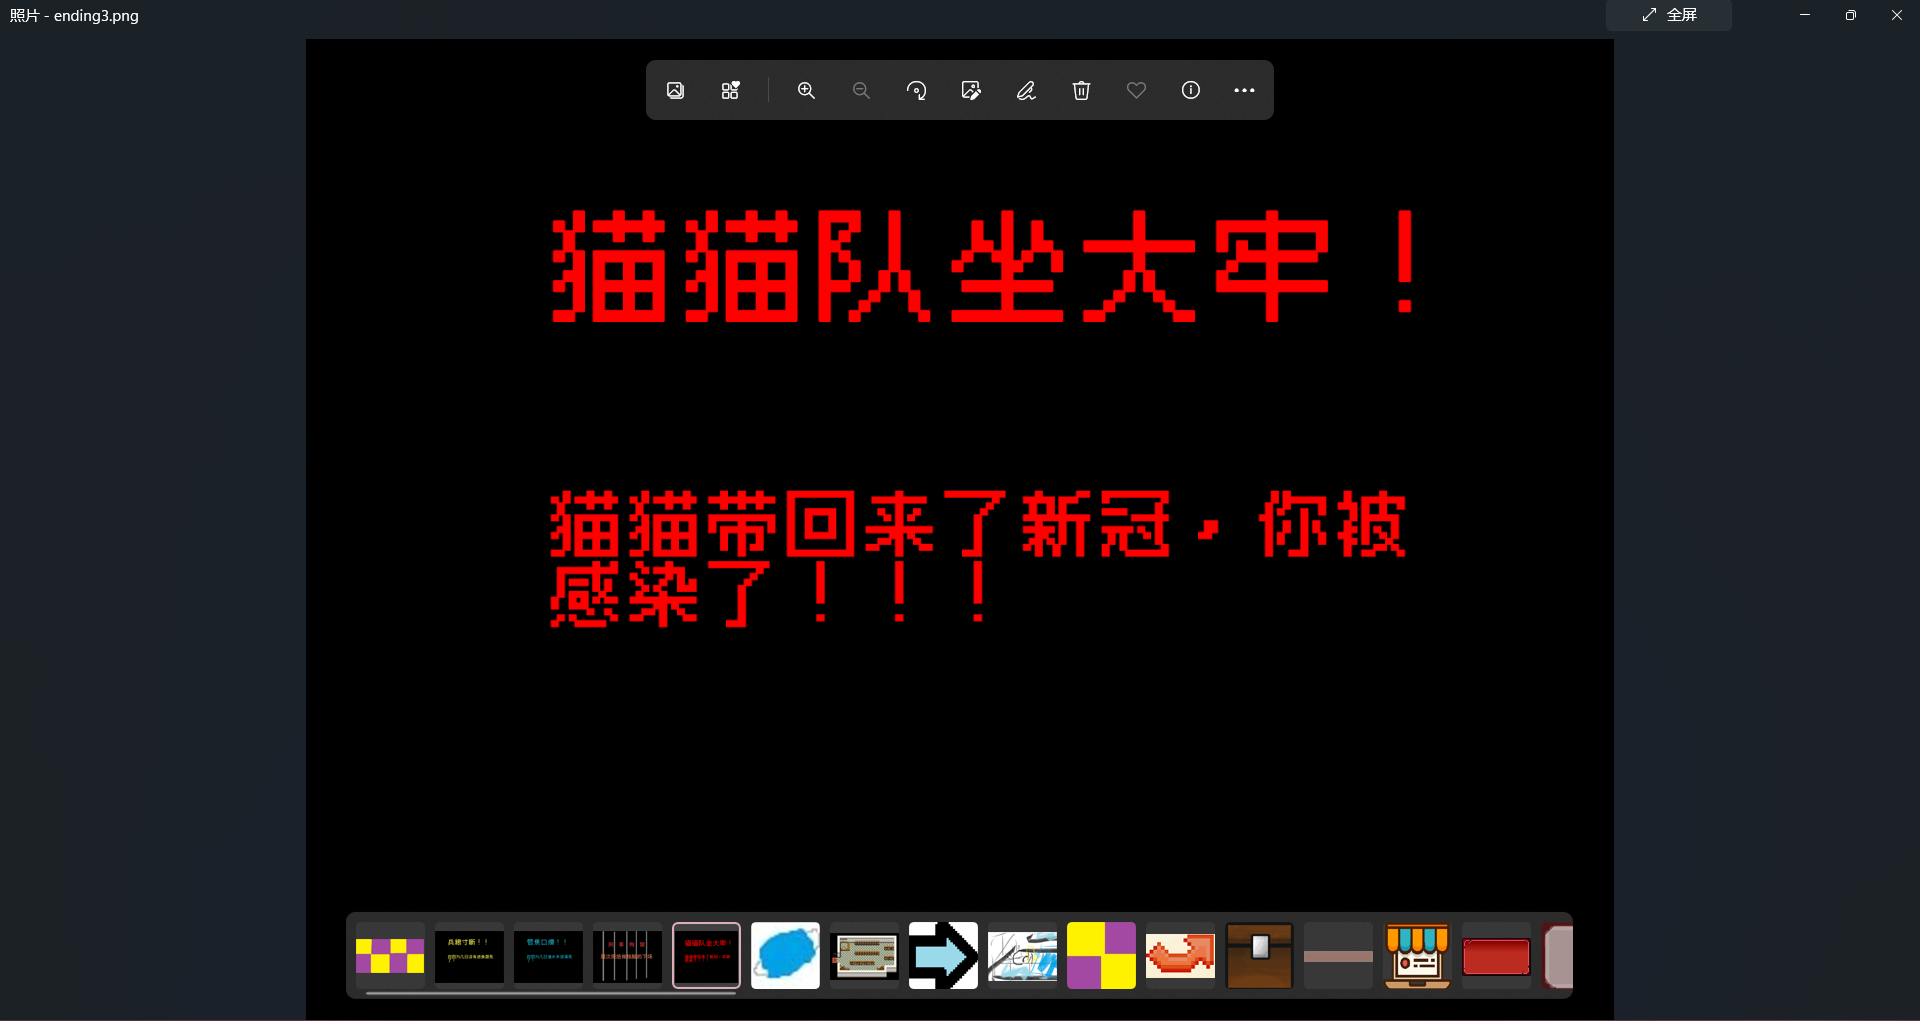 照片 - ending3.png
全屏
猫猫队坐大牢！
猫猫带回来了新冠，你被
感染了！！！